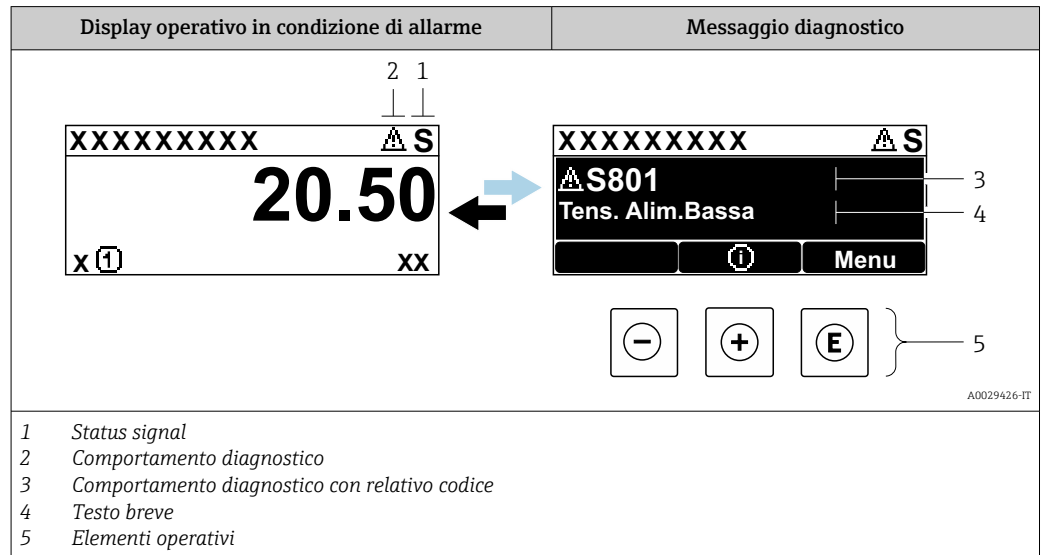 Display operativo in condizione di allarme
Messaggio diagnostico
2 1
XXXXXXXXX ⚠ S
20.50
x 1 XX
XXXXXXXXX ⚠ S
⚠ S801
Tens. Alim.Bassa
i Menu
3
4
− + E
5
A0029426-IT
1 Status signal
2 Comportamento diagnostico
3 Comportamento diagnostico con relativo codice
4 Testo breve
5 Elementi operativi